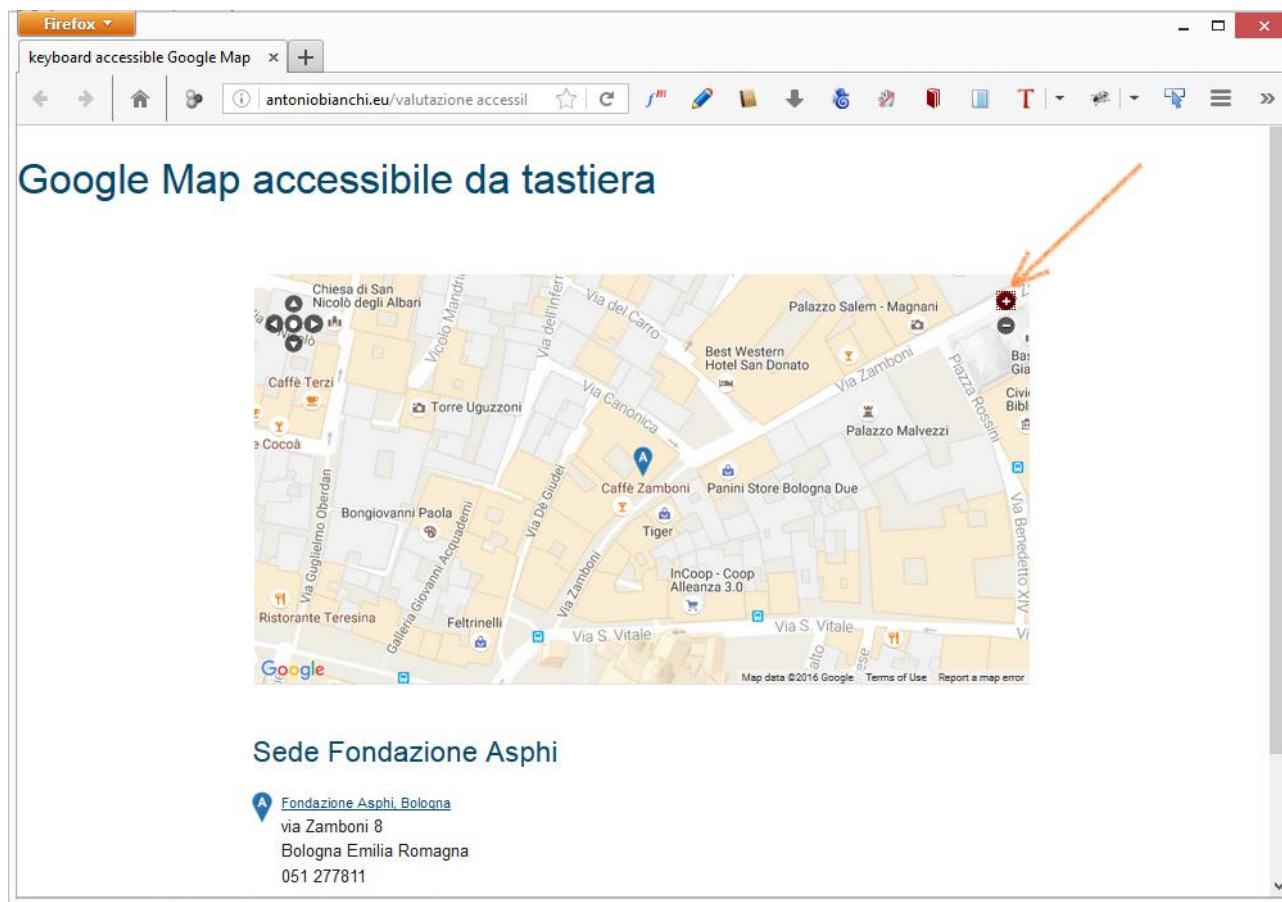 Firefox
keyboard accessible Google Map
antoniobianchi.eu/valutazione accessil
Google Map accessibile da tastiera
Chiesa di San
Nicolò degli Albari
Vicolo Mandria
Via dell'Inferno
Via del Carro
Palazzo Salem - Magnani
Best Western
Hotel San Donato
Via Zamboni
Piazza Rossini
Caffè Terzi
Torre Uguzzoni
Via Canonica
Palazzo Malvezzi
Civi
Bibl
e Cocoà
A
Caffè Zamboni
Panini Store Bologna Due
Via Guglielmo Oberdan
Bongiovanni Paola
Via Dè Giudei
Tiger
Via Benedetto XIV
Galleria Giovanni Acquaderni
Via Zamboni
InCoop - Coop
Alleanza 3.0
Ristorante Teresina
Feltrinelli
Via S. Vitale
Via S. Vitale
Google
Map data ©2016 Google
Terms of Use
Report a map error
Sede Fondazione Asphi
A
Fondazione Asphi, Bologna
via Zamboni 8
Bologna Emilia Romagna
051 277811